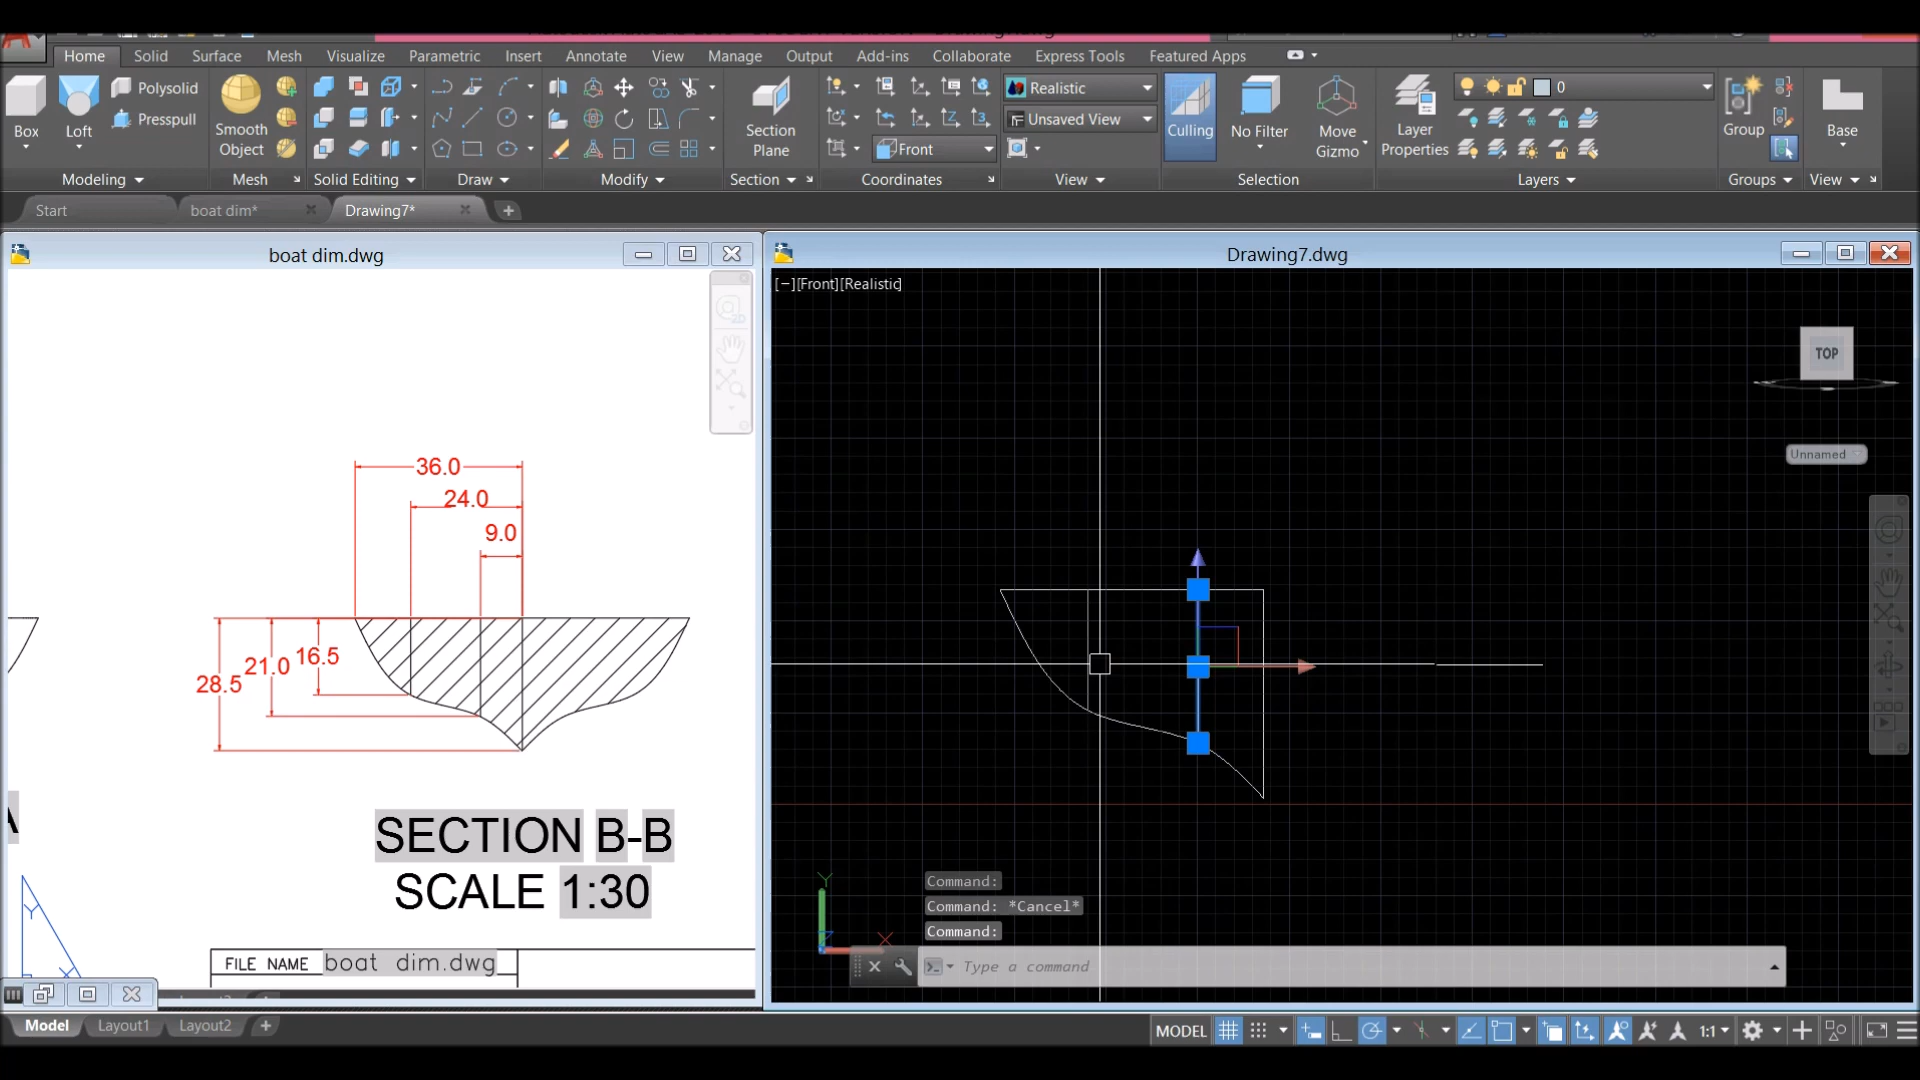 Home Solid Surface Mesh Visualize Parametric Insert Annotate View Manage Output Add-ins Collaborate Express Tools Featured Apps
Box
Loft
Polysolid
Presspull
Smooth
Object
Section
Plane
Realistic
Unsaved View
Front
Culling
No Filter
Move
Gizmo
Layer
Properties
0
Group
Base
Modeling Mesh Solid Editing Draw Modify Section Coordinates View Selection Layers Groups View
Start boat dim* Drawing7*
boat dim.dwg
36.0
24.0
9.0
16.5
21.0
28.5
SECTION B-B
SCALE 1:30
FILE NAME boat dim.dwg
Y
X
Drawing7.dwg
[−][Front][Realistic]
TOP
Unnamed
Y
Z
X
Command:
Command: *Cancel*
Command:
Type a command
Model Layout1 Layout2 +
MODEL 1:1